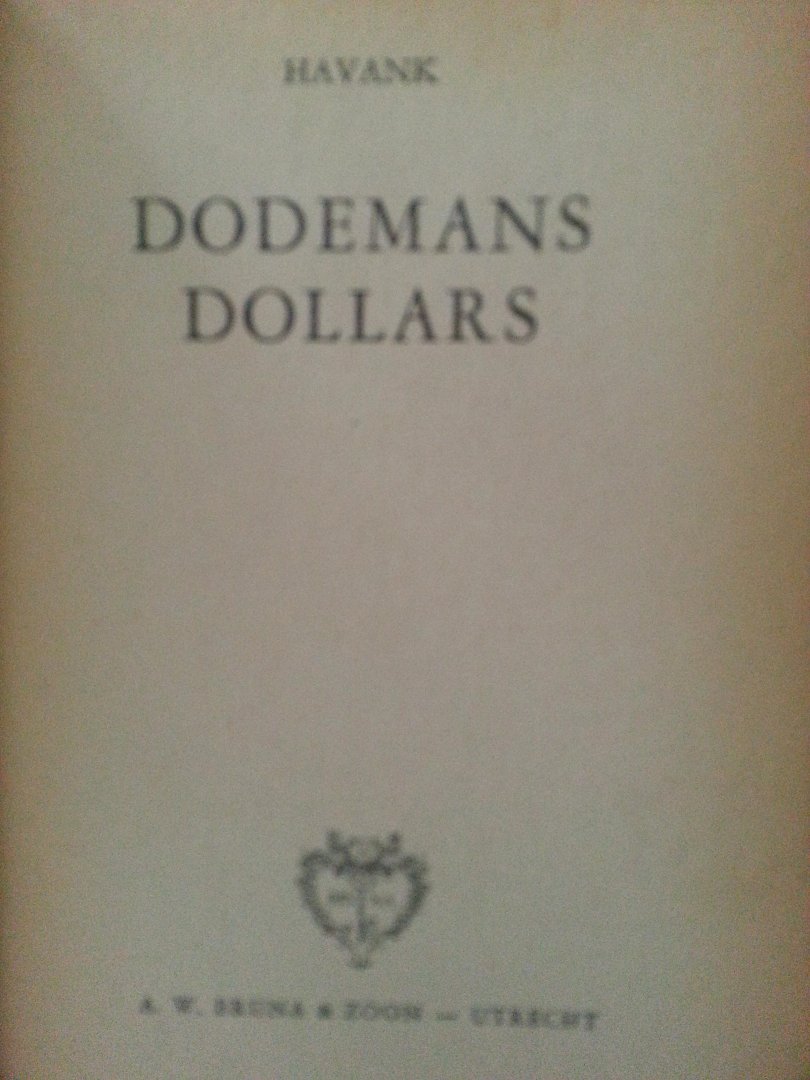 HAVANK
DODEMANS
DOLLARS
A. W. BRUNA & ZOON — UTRECHT